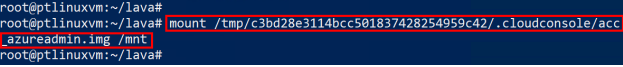 root@ptlinuxvm:~/lava#
root@ptlinuxvm:~/lava# mount /tmp/c3bd28e3114bcc501837428254959c42/.cloudconsole/acc
_azureadmin.img /mnt
root@ptlinuxvm:~/lava#